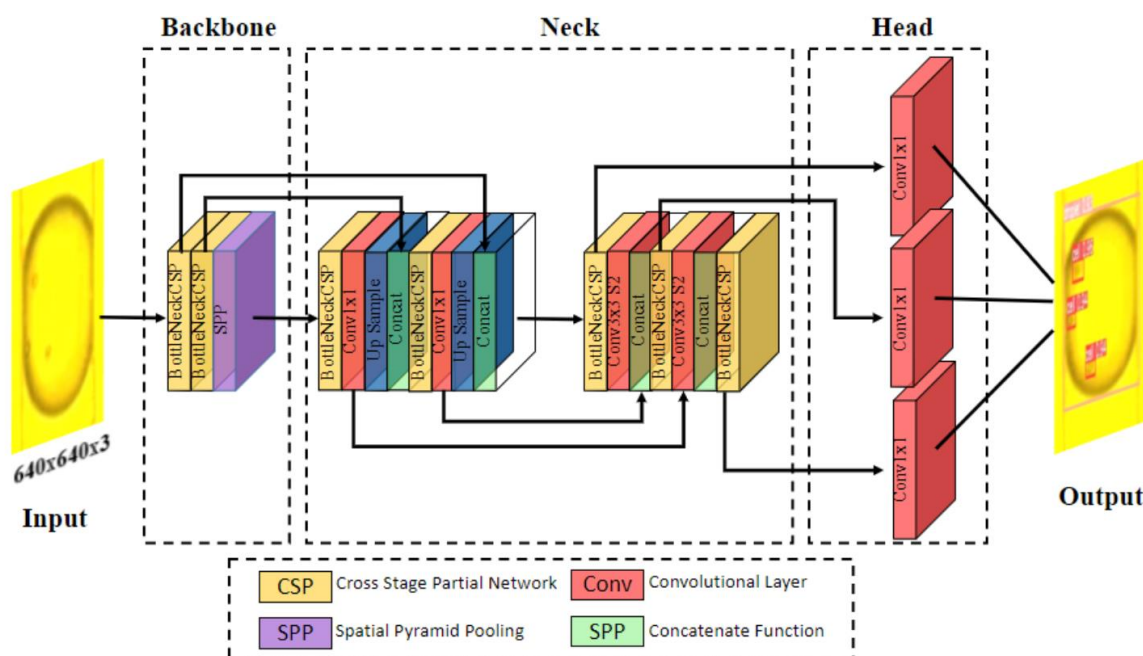 Backbone
Neck
Head
640x640x3
Input
BottleNeckCSP
BottleNeckCSP
SPP
BottleNeckCSP
Conv1x1
Up Sample
Concat
BottleNeckCSP
Conv1x1
Up Sample
Concat
BottleNeckCSP
Conv3x3 S2
Concat
BottleNeckCSP
Conv3x3 S2
Concat
BottleNeckCSP
Conv1x1
Conv1x1
Conv1x1
Output
CSP Cross Stage Partial Network
Conv Convolutional Layer
SPP Spatial Pyramid Pooling
SPP Concatenate Function